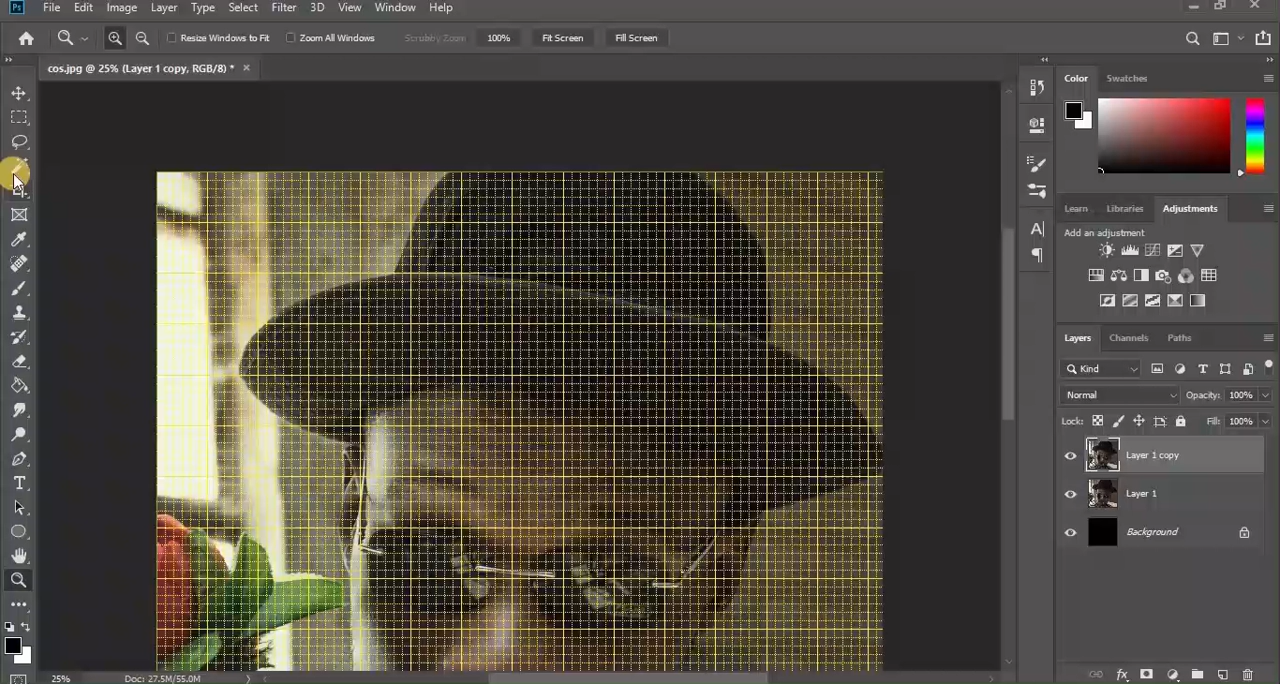 Ps File Edit Image Layer Type Select Filter 3D View Window Help
Resize Windows to Fit Zoom All Windows Scrubby Zoom 100% Fit Screen Fill Screen
cos.jpg @ 25% (Layer 1 copy, RGB/8) * ×
Color Swatches
Learn Libraries Adjustments
Add an adjustment
Layers Channels Paths
Kind
Normal Opacity: 100%
Lock: Fill: 100%
Layer 1 copy
Layer 1
Background
25% Doc: 27.5M/55.0M